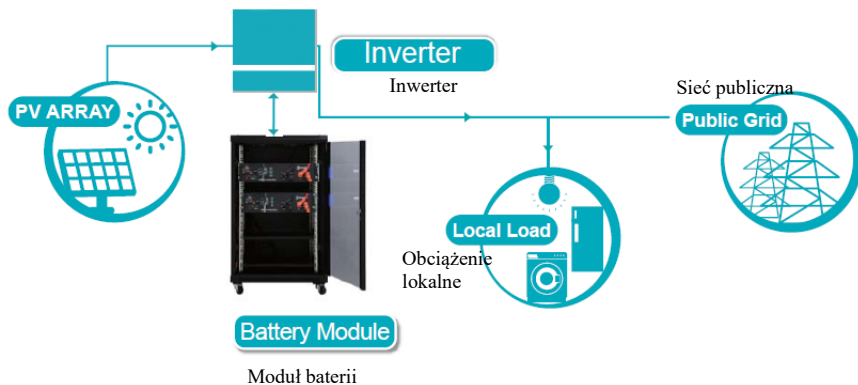 Inverter
Inwerter
Sieć publiczna
PV ARRAY
Public Grid
Local Load
Obciążenie
lokalne
Battery Module
Moduł baterii